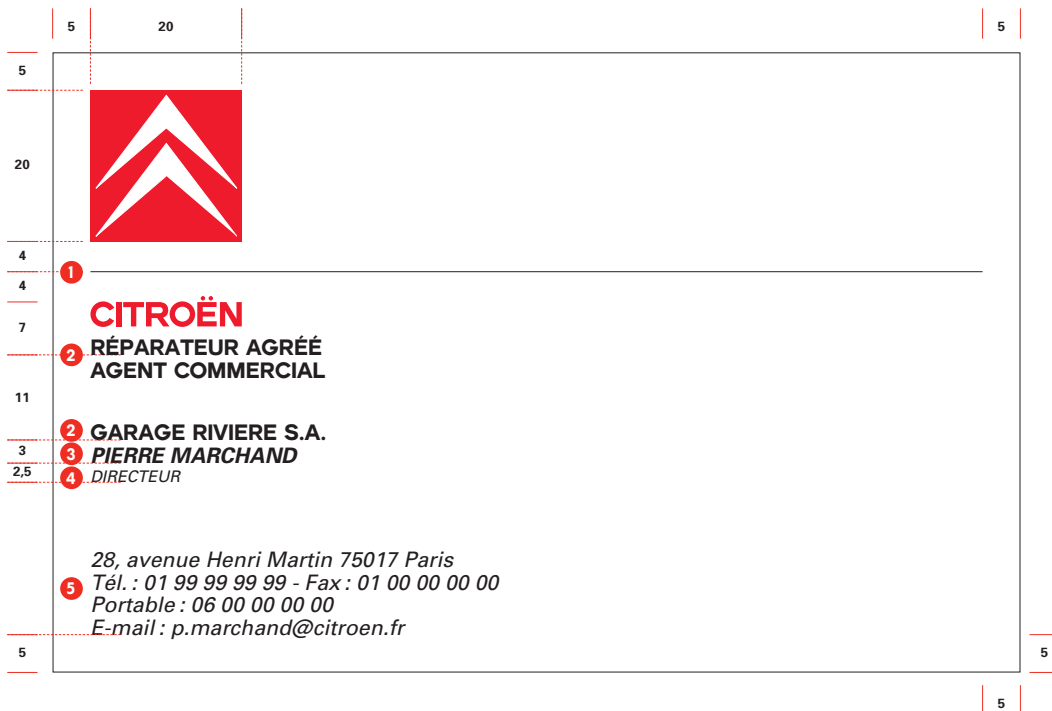 5 20 5
5
20
4
1
4
CITROËN
7
RÉPARATEUR AGRÉÉ
2
AGENT COMMERCIAL
11
2 GARAGE RIVIERE S.A.
3 3 PIERRE MARCHAND
2,5 4 DIRECTEUR
28, avenue Henri Martin 75017 Paris
5 Tél. : 01 99 99 99 99 - Fax : 01 00 00 00 00
Portable : 06 00 00 00 00
E-mail : p.marchand@citroen.fr
5 5
5